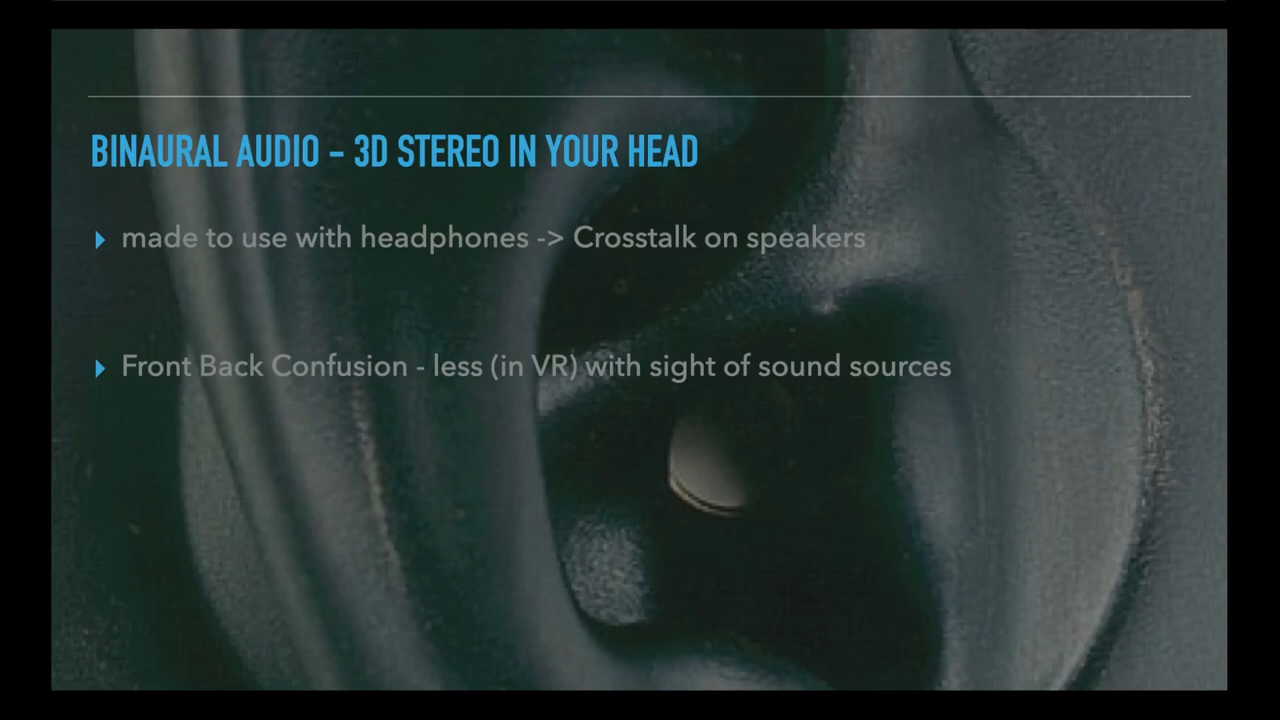 BINAURAL AUDIO – 3D STEREO IN YOUR HEAD
made to use with headphones -> Crosstalk on speakers
Front Back Confusion - less (in VR) with sight of sound sources